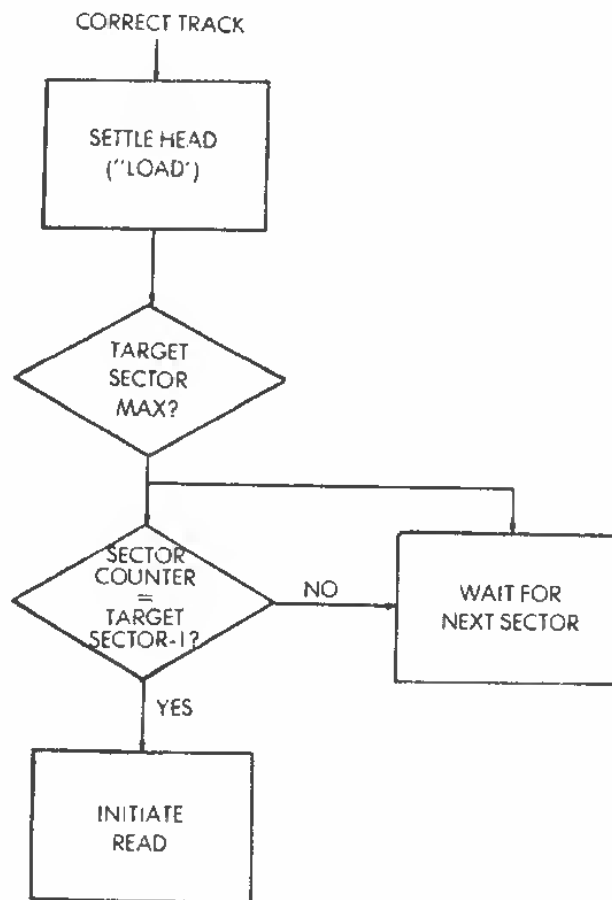 CORRECT TRACK
SETTLE HEAD
("LOAD')
TARGET
SECTOR
MAX?
SECTOR
COUNTER
=
TARGET
SECTOR-1?
NO
WAIT FOR
NEXT SECTOR
YES
INITIATE
READ